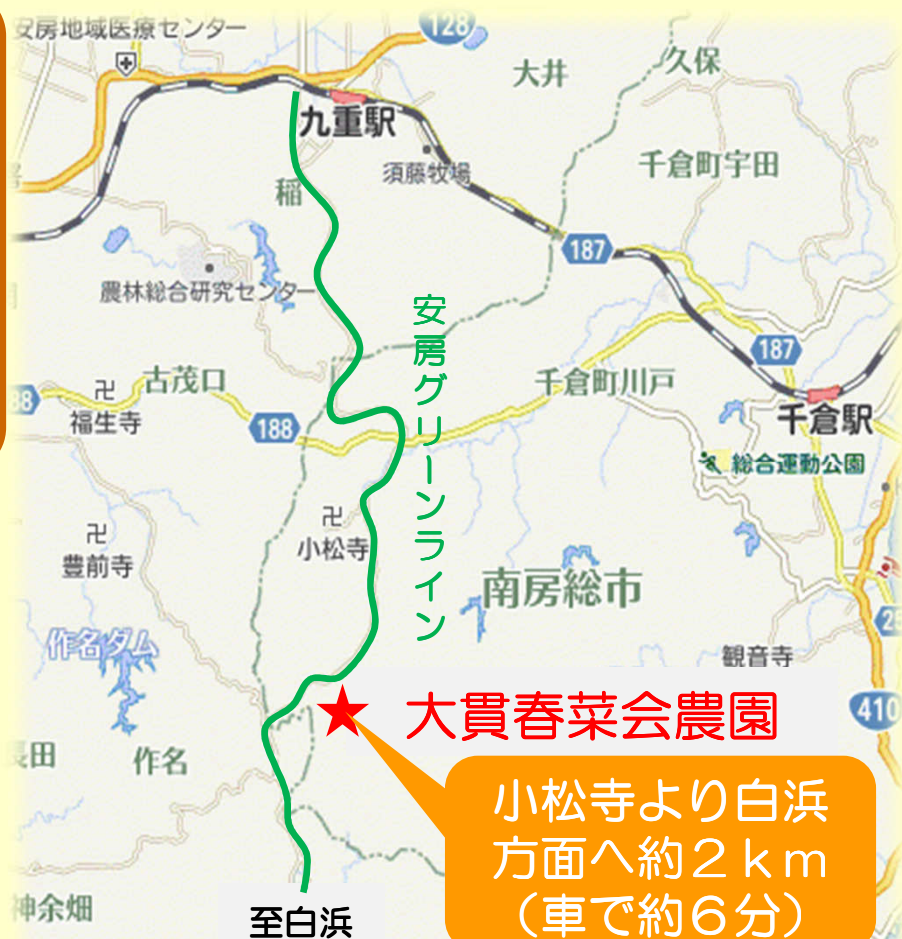 安房地域医療センター
128
大井
久保
九重駅
須藤牧場
千倉町宇田
稲
187
農林総合研究センター
安房グリーンライン
187
古茂口
千倉町川戸
福生寺
188
千倉駅
総合運動公園
小松寺
豊前寺
南房総市
作名ダム
観音寺
大貫春菜会農園
410
作名
小松寺より白浜
方面へ約2km
(車で約6分)
神余畑
至白浜